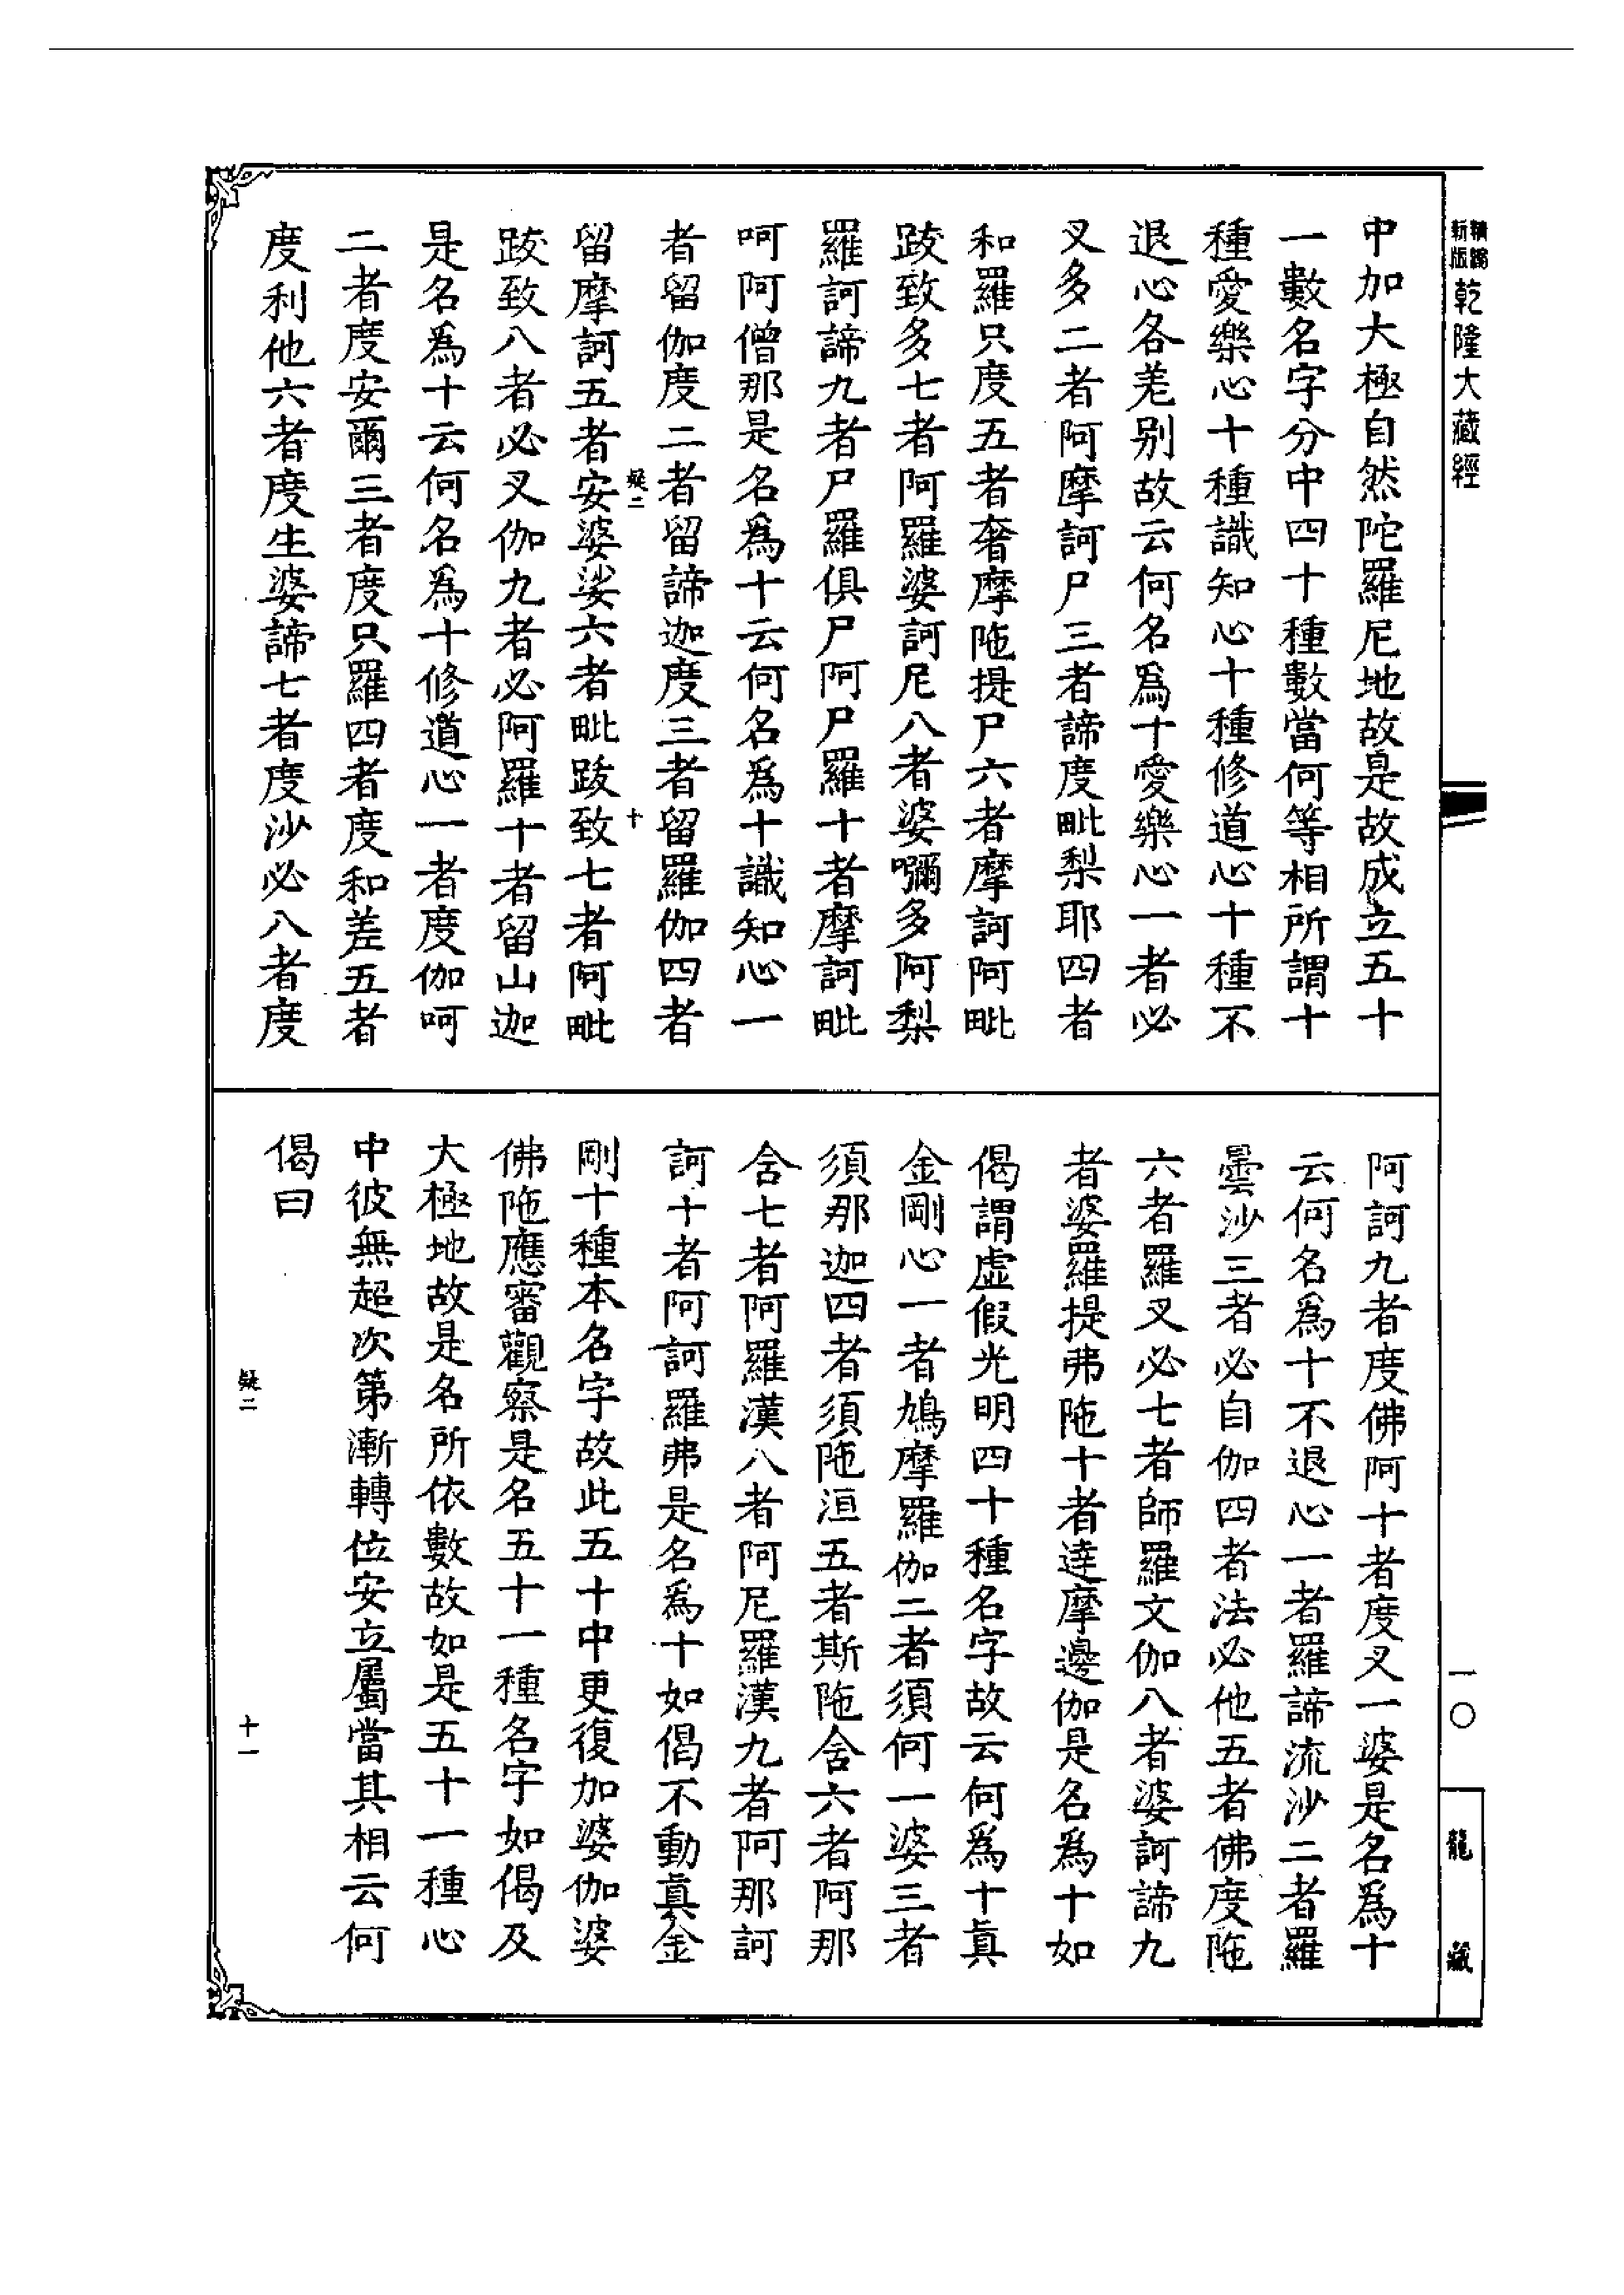 新版
精縮
乾隆大藏經
中加大極自然陀羅尼地故是故成立五十
一數名字分中四十種數當何等相所謂十
種愛樂心十種識知心十種修道心十種不
退心各差别故云何名爲十愛樂心一者必
叉多二者阿摩訶尸三者諦度毗梨耶四者
和羅只度五者奢摩陁提尸六者摩訶阿毗
跋致多七者阿羅婆訶尼八者婆嚩多阿梨
羅訶諦九者尸羅俱尸阿尸羅十者摩訶毗
呵阿僧那是名爲十云何名爲十識知心一
者留伽度二者留諦迦度三者留羅伽四者
疑二 十
留摩訶五者安婆娑六者毗跋致七者阿毗
跋致八者必叉伽九者必阿羅十者留山迦
是名爲十云何名爲十修道心一者度伽呵
二者度安爾三者度只羅四者度和差五者
度利他六者度生婆諦七者度沙必八者度
阿訶九者度佛阿十者度叉一婆是名爲十
云何名爲十不退心一者羅諦流沙二者羅
曇沙三者必自伽四者法必他五者佛度陁
六者羅叉必七者師羅文伽八者婆訶諦九
者婆羅提弗陁十者達摩邊伽是名爲十如
偈謂虛假光明四十種名字故云何爲十真
金剛心一者鳩摩羅伽二者須何一婆三者
須那迦四者須陁洹五者斯陁含六者阿那
含七者阿羅漢八者阿尼羅漢九者阿那訶
訶十者阿訶羅弗是名爲十如偈不動真金
剛十種本名字故此五十中更復加婆伽婆
佛陁應審觀察是名五十一種名字如偈及
大極地故是名所依數故如是五十一種心
中彼無超次第漸轉位安立屬當其相云何
偈曰
疑二
十一
一〇
龍藏